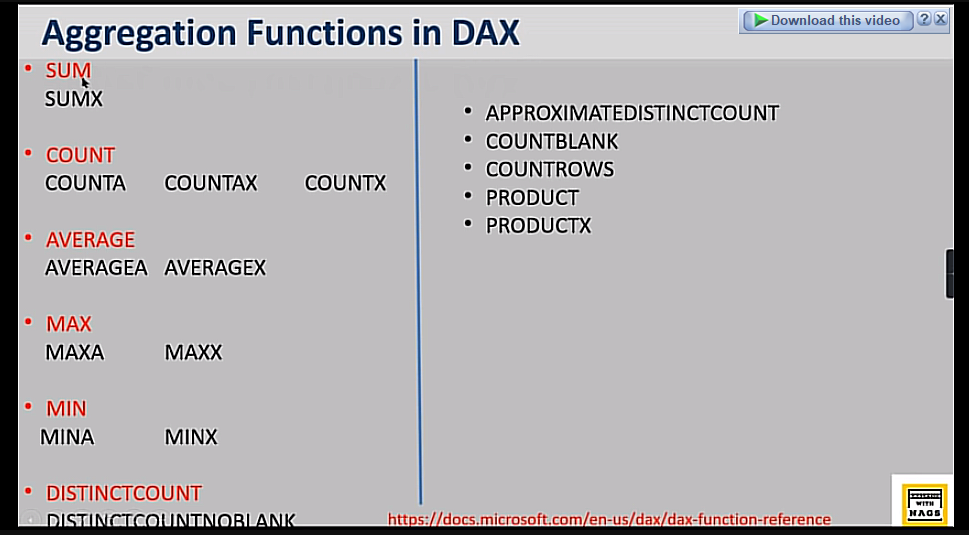 Aggregation Functions in DAX
Download this video
• SUM
SUMX
• COUNT
COUNTA COUNTAX COUNTX
• AVERAGE
AVERAGEA AVERAGEX
• MAX
MAXA MAXX
• MIN
MINA MINX
• DISTINCTCOUNT
DISTINCTCOUNTNOBLANK
• APPROXIMATEDISTINCTCOUNT
• COUNTBLANK
• COUNTROWS
• PRODUCT
• PRODUCTX
https://docs.microsoft.com/en-us/dax/dax-function-reference
WITH
NAGS